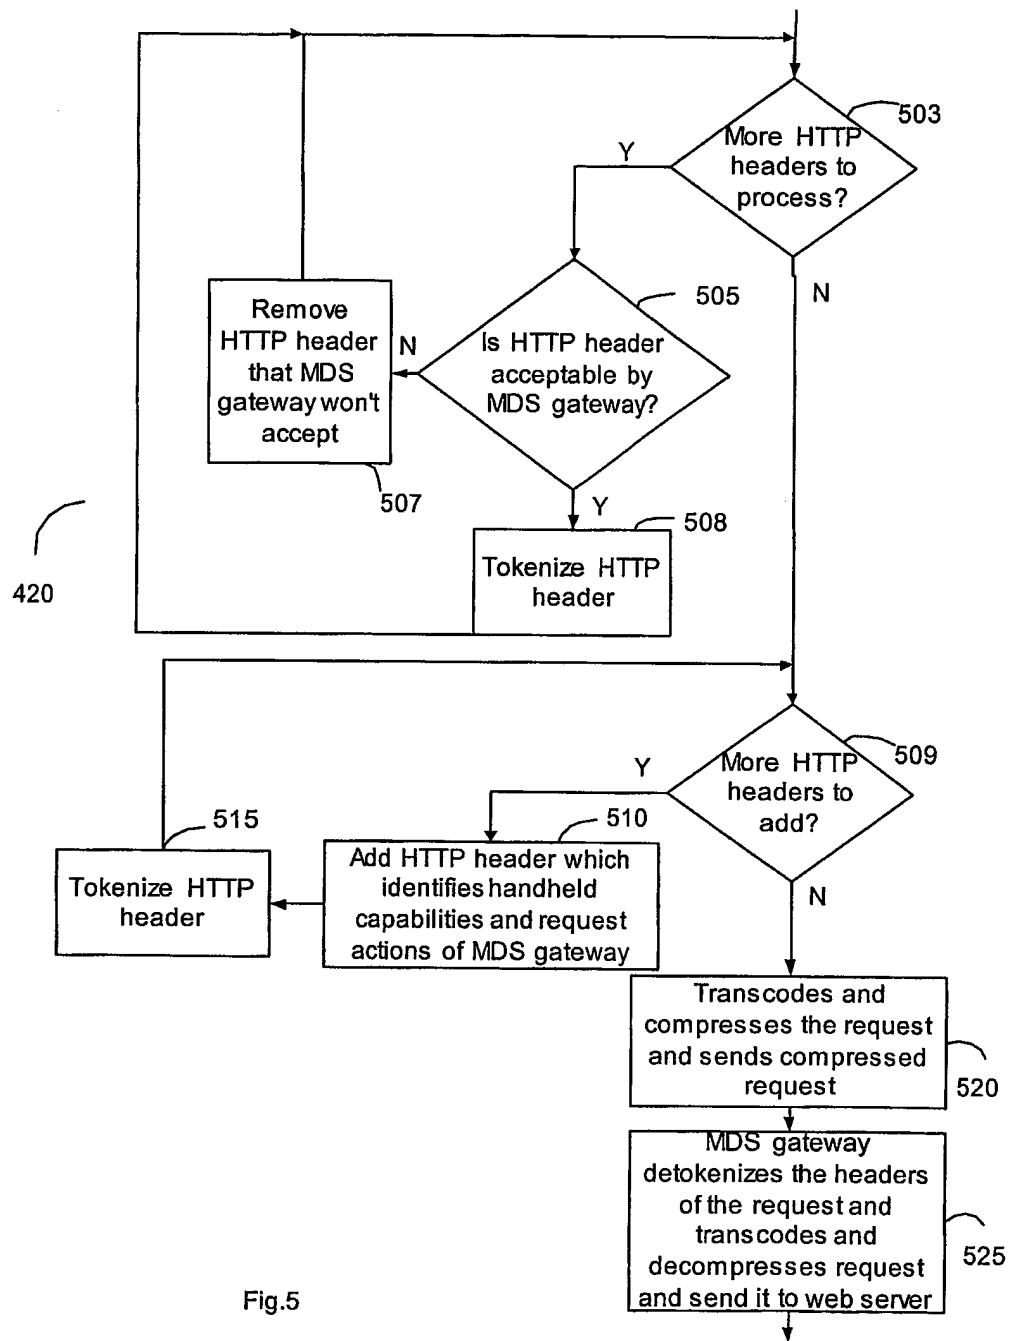 503
More HTTP
headers to
process?
Y
N
505
Is HTTP header
acceptable by
MDS gateway?
N
Remove
HTTP header
that MDS
gateway won't
accept
507
Y
508
Tokenize HTTP
header
420
509
More HTTP
headers to
add?
Y
N
510
Add HTTP header which
identifies handheld
capabilities and request
actions of MDS gateway
515
Tokenize HTTP
header
Transcodes and
compresses the request
and sends compressed
request
520
MDS gateway
detokenizes the headers
of the request and
transcodes and
decompresses request
and send it to web server
525
Fig.5